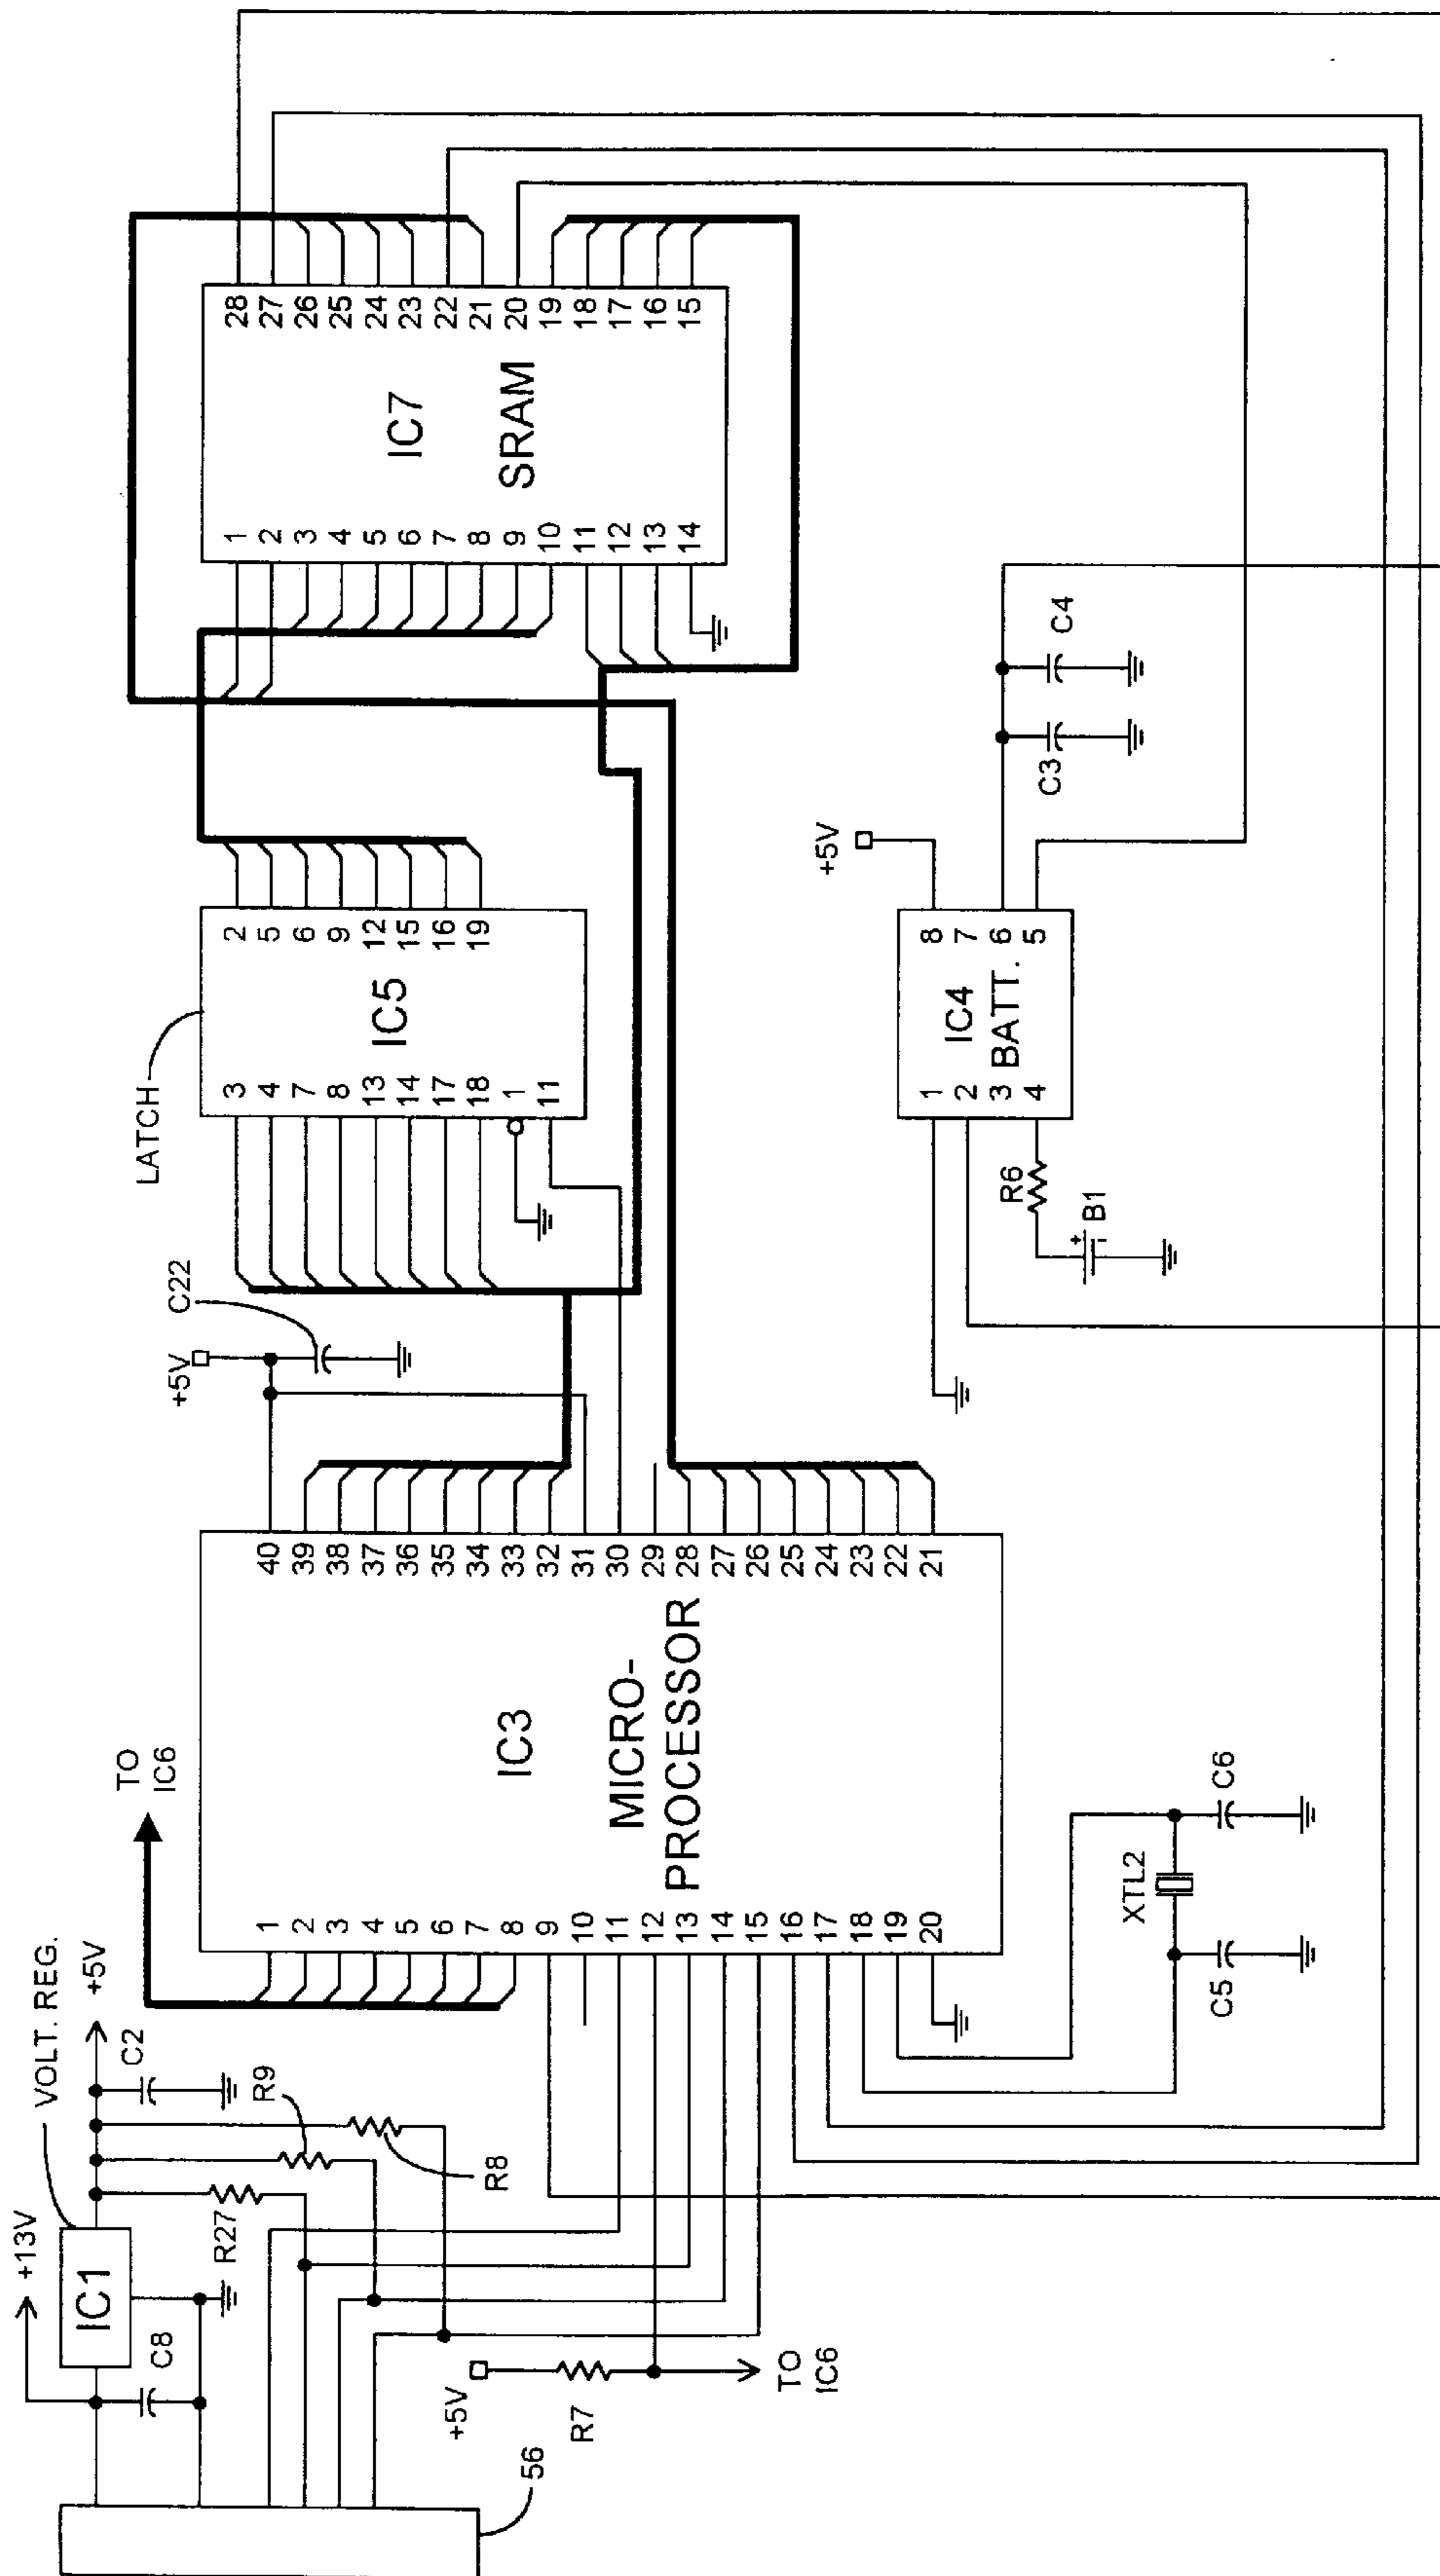 56
C8
+13V
IC1
VOLT. REG.
+5V
C2
R27
R9
R8
+5V
R7
TO
IC6
TO
IC6
1
2
3
4
5
6
7
8
9
10
11
12
13
14
15
16
17
18
19
20
IC3
MICRO-
PROCESSOR
40
39
38
37
36
35
34
33
32
31
30
29
28
27
26
25
24
23
22
21
C5
XTL2
C6
+5V
C22
LATCH
3
4
7
8
13
14
17
18
1
11
IC5
2
5
6
9
12
15
16
19
B1
+
-
R6
1
2
3
4
IC4
BATT.
8
7
6
5
+5V
C3
C4
1
2
3
4
5
6
7
8
9
10
11
12
13
14
IC7
SRAM
28
27
26
25
24
23
22
21
20
19
18
17
16
15